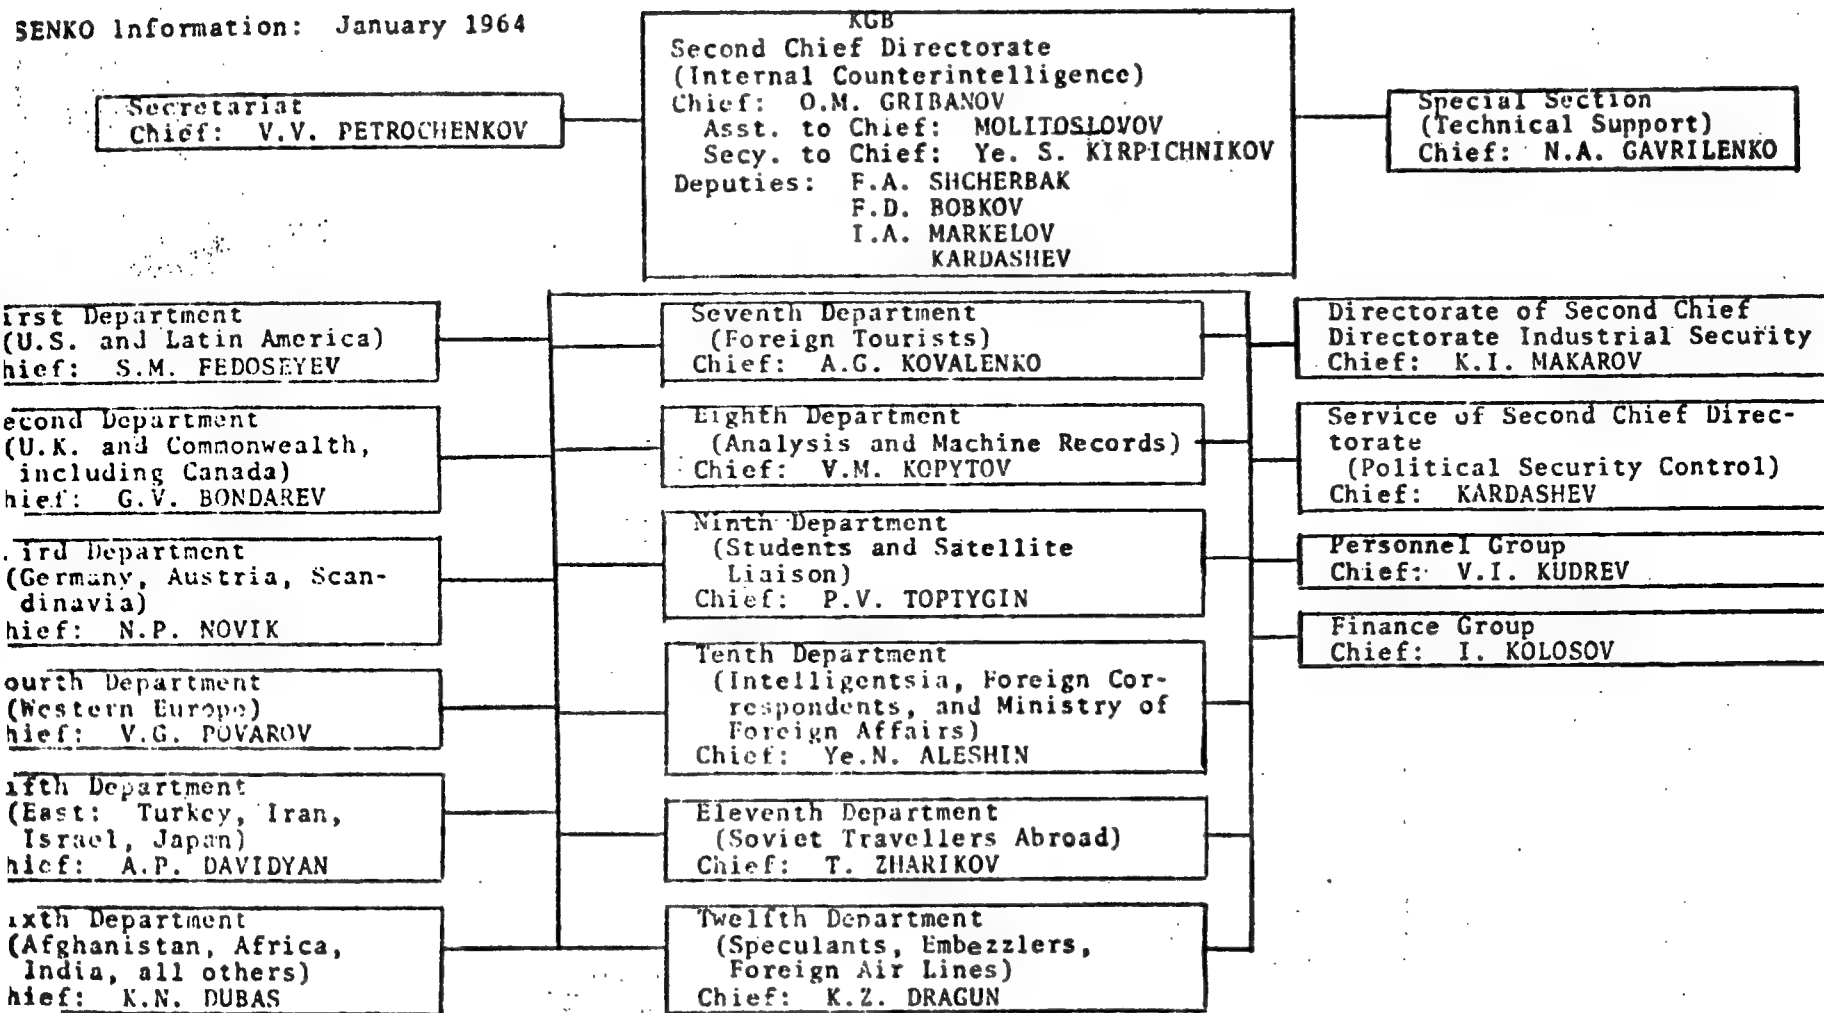 SENKO Information: January 1964
KGB
Second Chief Directorate
(Internal Counterintelligence)
Chief: O.M. GRIBANOV
Asst. to Chief: MOLITOSLOVOV
Secy. to Chief: Ye. S. KIRPICHNIKOV
Deputies: F.A. SHCHERBAK
F.D. BOBKOV
I.A. MARKELOV
KARDASHEV
Secretariat
Chief: V.V. PETROCHENKOV
Special Section
(Technical Support)
Chief: N.A. GAVRILENKO
irst Department
(U.S. and Latin America)
hief: S.M. FEDOSEYEV
econd Department
(U.K. and Commonwealth,
including Canada)
hief: G.V. BONDAREV
ird Department
(Germany, Austria, Scan-
dinavia)
hief: N.P. NOVIK
ourth Department
(Western Europe)
hief: V.G. POVAROV
ifth Department
(East: Turkey, Iran,
Israel, Japan)
hief: A.P. DAVIDYAN
ixth Department
(Afghanistan, Africa,
India, all others)
hief: K.N. DUBAS
Seventh Department
(Foreign Tourists)
Chief: A.G. KOVALENKO
Eighth Department
(Analysis and Machine Records)
Chief: V.M. KOPYTOV
Ninth Department
(Students and Satellite
Liaison)
Chief: P.V. TOPTYGIN
Tenth Department
(Intelligentsia, Foreign Cor-
respondents, and Ministry of
Foreign Affairs)
Chief: Ye.N. ALESHIN
Eleventh Department
(Soviet Travellers Abroad)
Chief: T. ZHARIKOV
Twelfth Department
(Speculants, Embezzlers,
Foreign Air Lines)
Chief: K.Z. DRAGUN
Directorate of Second Chief
Directorate Industrial Security
Chief: K.I. MAKAROV
Service of Second Chief Direc-
torate
(Political Security Control)
Chief: KARDASHEV
Personnel Group
Chief: V.I. KUDREV
Finance Group
Chief: I. KOLOSOV